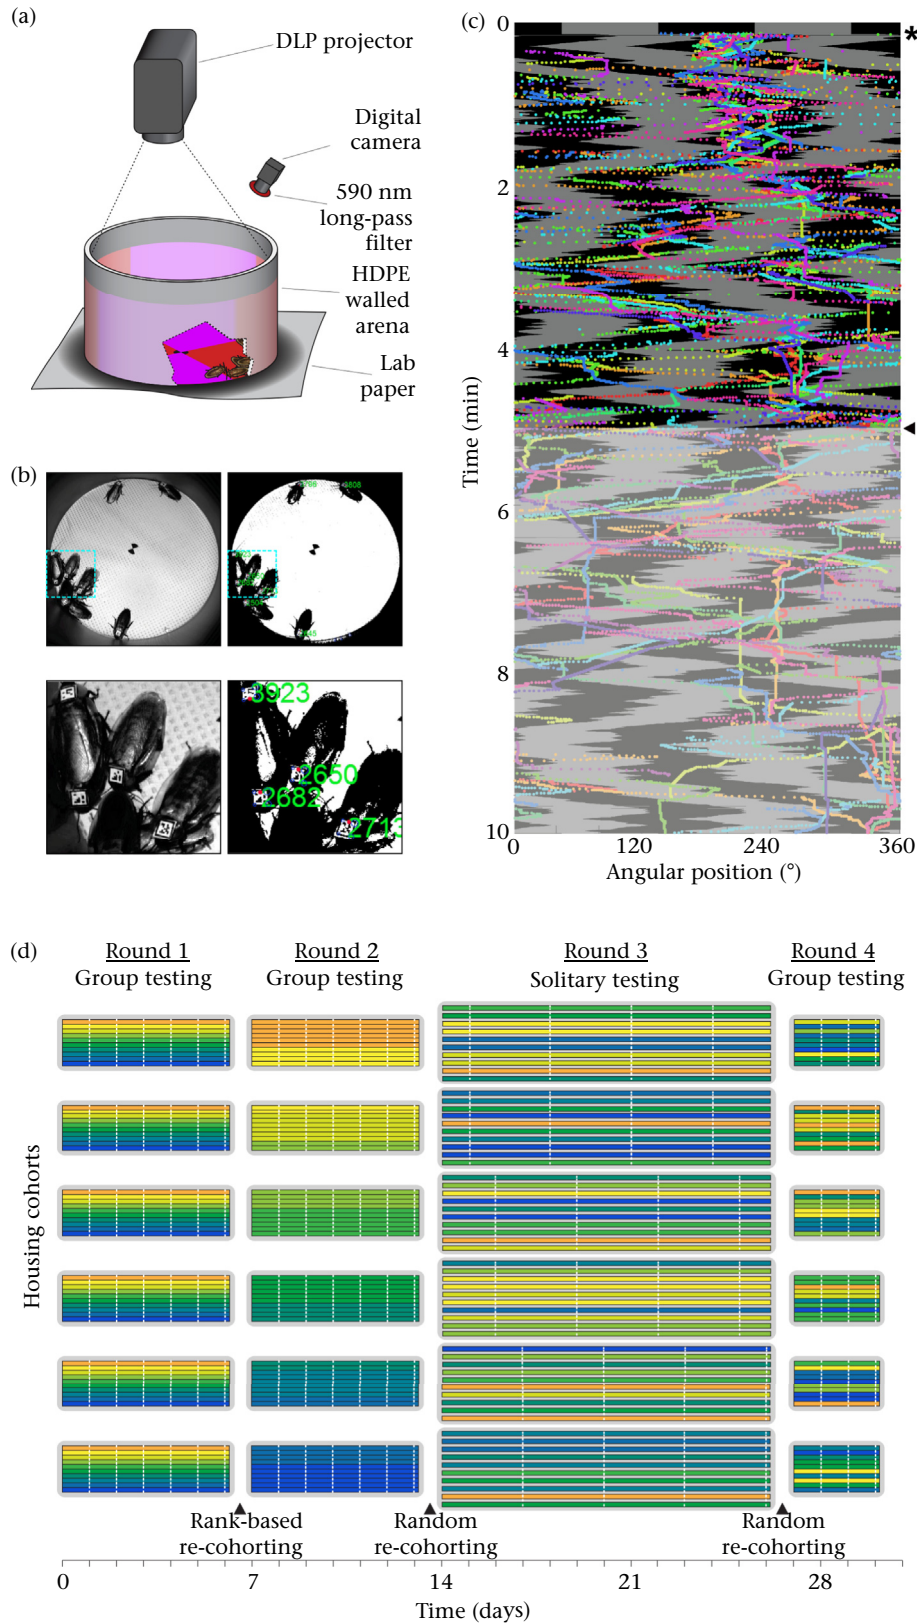 (a)
DLP projector
Digital
camera
590 nm
long-pass
filter
HDPE
walled
arena
Lab
paper
(b)
3923
2650
2682
2713
(c)
0
*
2
4
6
8
10
Time (min)
0 120 240 360
Angular position (°)
(d)
Round 1 Round 2 Round 3 Round 4
Group testing Group testing Solitary testing Group testing
Housing cohorts
Rank-based Random Random
re-cohorting re-cohorting re-cohorting
0 7 14 21 28
Time (days)